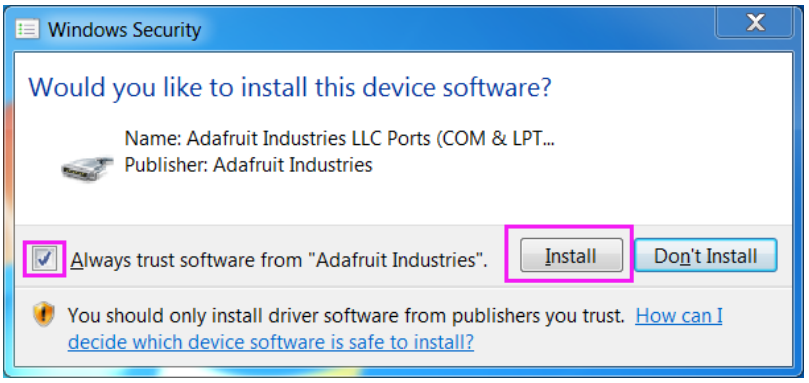 Windows Security
Would you like to install this device software?
Name: Adafruit Industries LLC Ports (COM & LPT...
Publisher: Adafruit Industries
Always trust software from "Adafruit Industries".
Install
Don't Install
You should only install driver software from publishers you trust. How can I
decide which device software is safe to install?